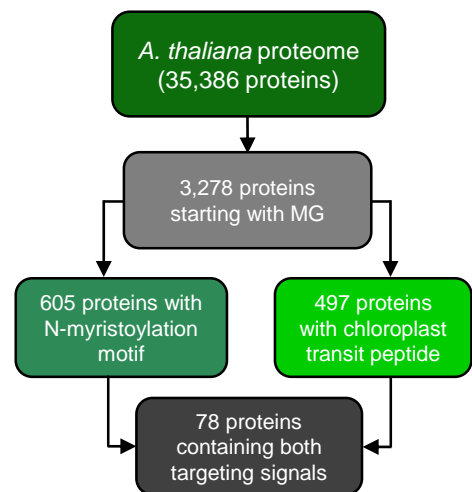 A. thaliana proteome
(35,386 proteins)
3,278 proteins
starting with MG
605 proteins with
N-myristoylation
motif
497 proteins
with chloroplast
transit peptide
78 proteins
containing both
targeting signals